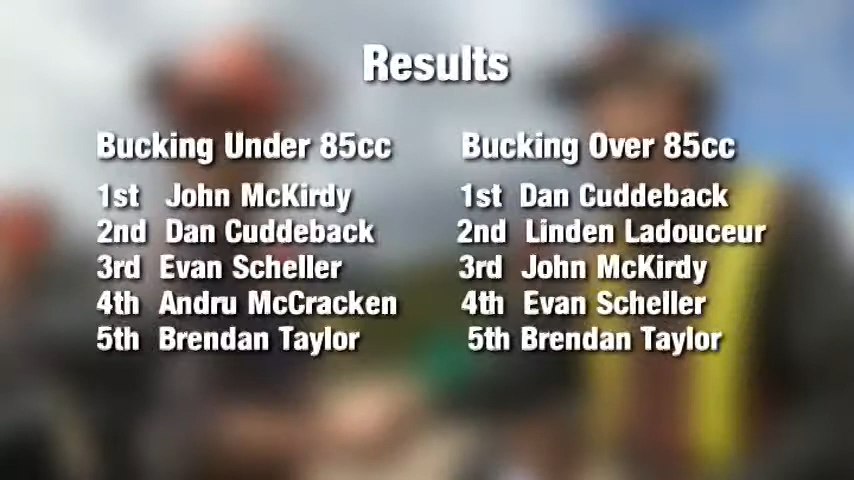 Results
Bucking Under 85cc
1st John McKirdy
2nd Dan Cuddeback
3rd Evan Scheller
4th Andru McCracken
5th Brendan Taylor
Bucking Over 85cc
1st Dan Cuddeback
2nd Linden Ladouceur
3rd John McKirdy
4th Evan Scheller
5th Brendan Taylor